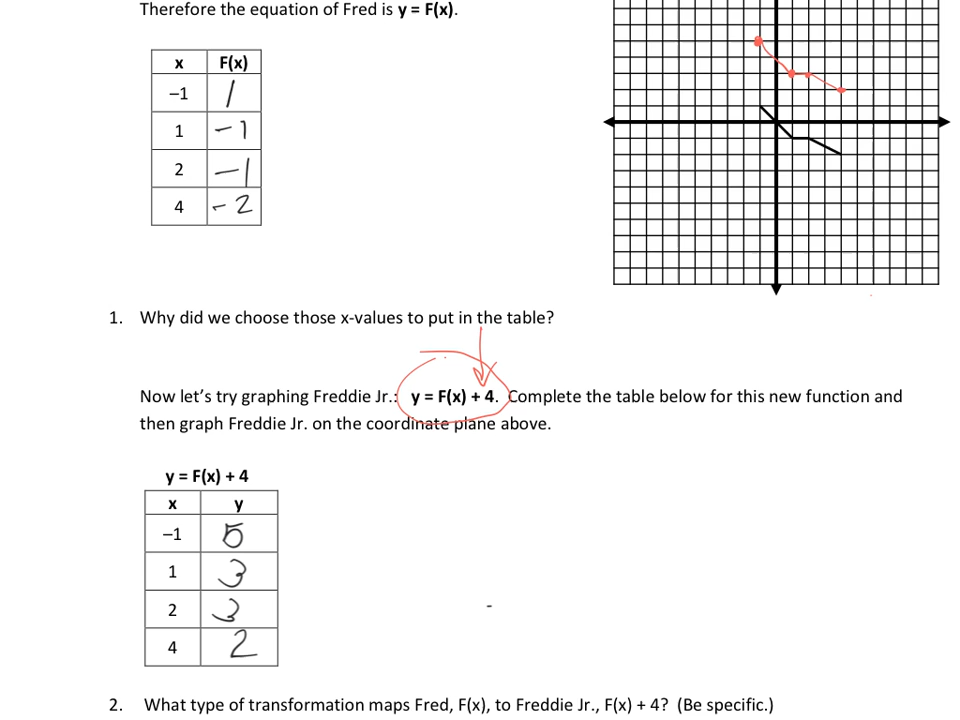 Therefore the equation of Fred is y = F(x).
x F(x)
–1 1
1 -1
2 -1
4 -2
1. Why did we choose those x-values to put in the table?
Now let’s try graphing Freddie Jr.: y = F(x) + 4. Complete the table below for this new function and
then graph Freddie Jr. on the coordinate plane above.
y = F(x) + 4
x y
–1 5
1 3
2 3
4 2
2. What type of transformation maps Fred, F(x), to Freddie Jr., F(x) + 4? (Be specific.)